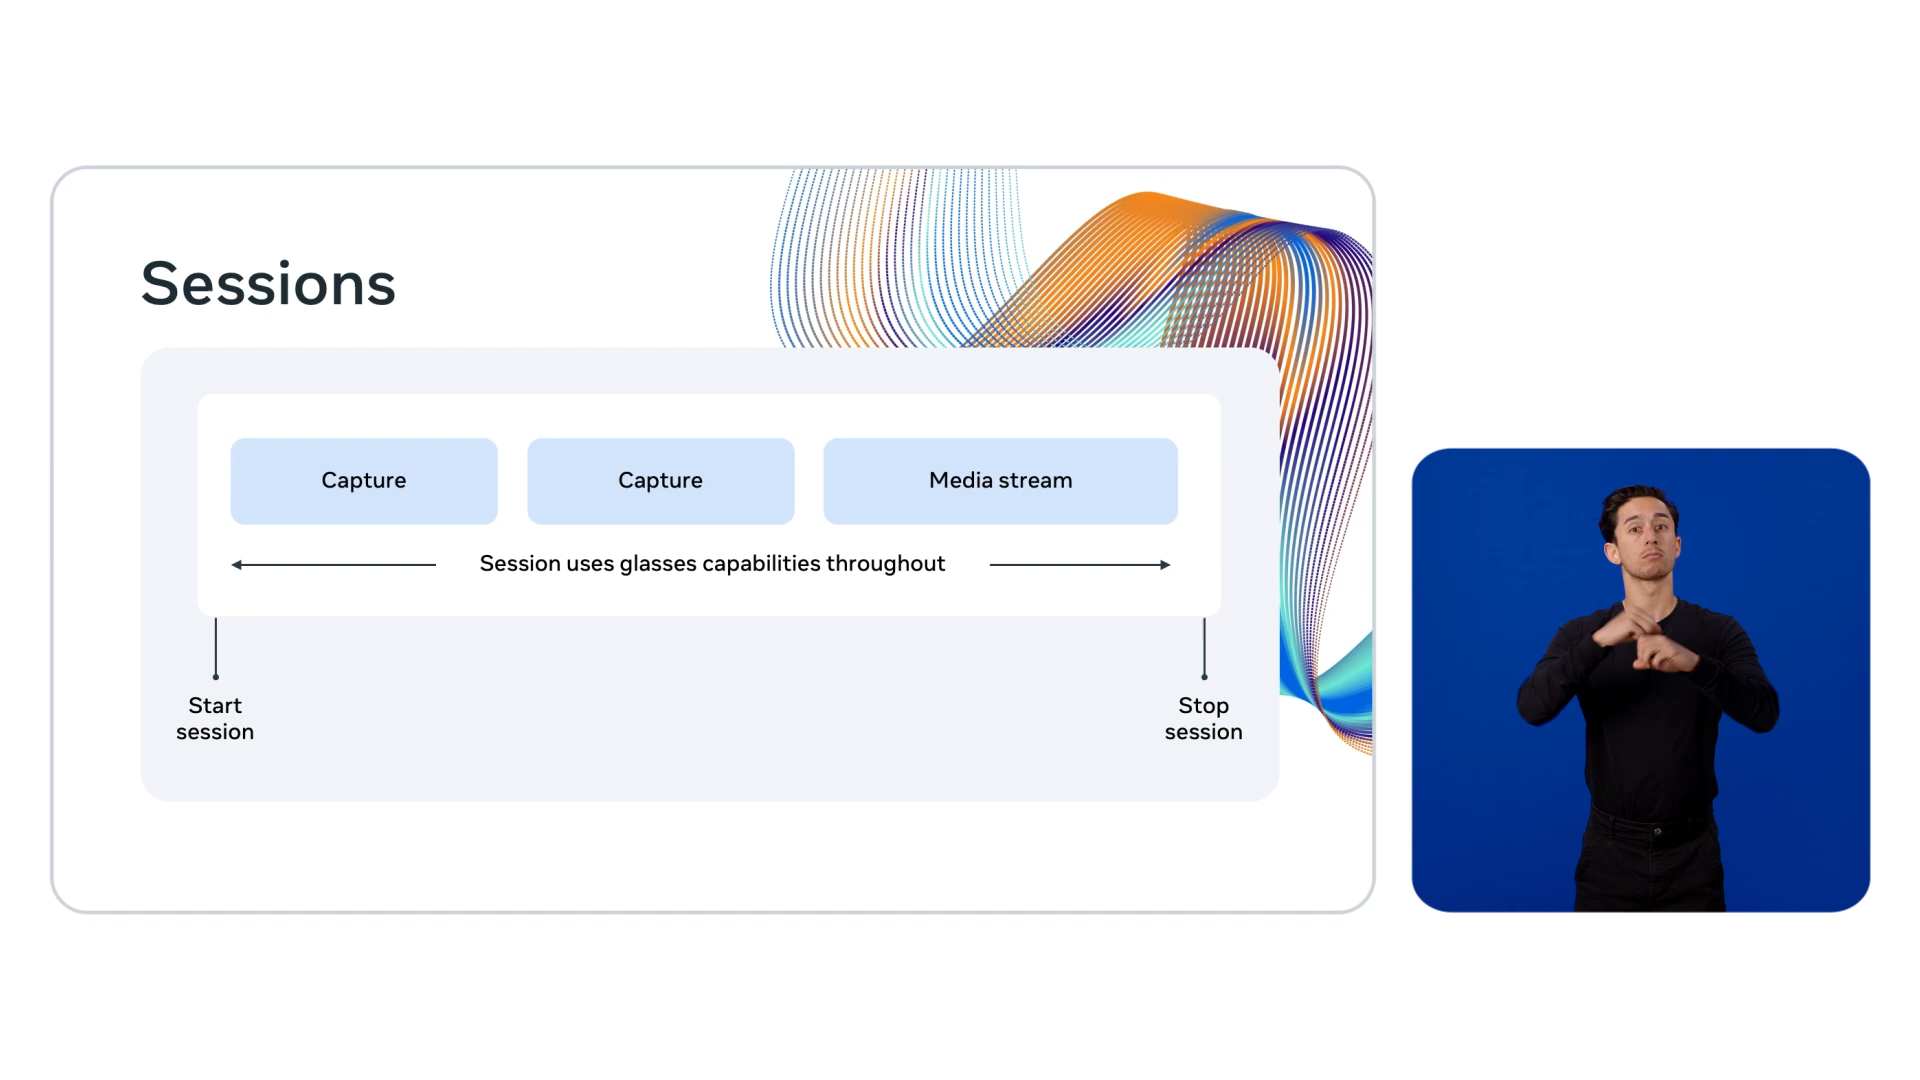 Sessions
Capture
Capture
Media stream
Session uses glasses capabilities throughout
Start
session
Stop
session